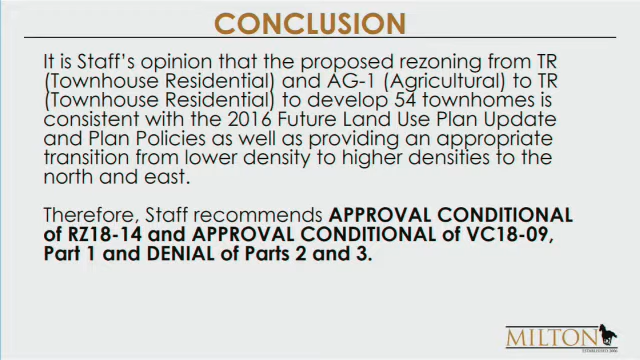 CONCLUSION
It is Staff's opinion that the proposed rezoning from TR
(Townhouse Residential) and AG-1 (Agricultural) to TR
(Townhouse Residential) to develop 54 townhomes is
consistent with the 2016 Future Land Use Plan Update
and Plan Policies as well as providing an appropriate
transition from lower density to higher densities to the
north and east.
Therefore, Staff recommends APPROVAL CONDITIONAL
of RZ18-14 and APPROVAL CONDITIONAL of VC18-09,
Part 1 and DENIAL of Parts 2 and 3.
MILTON